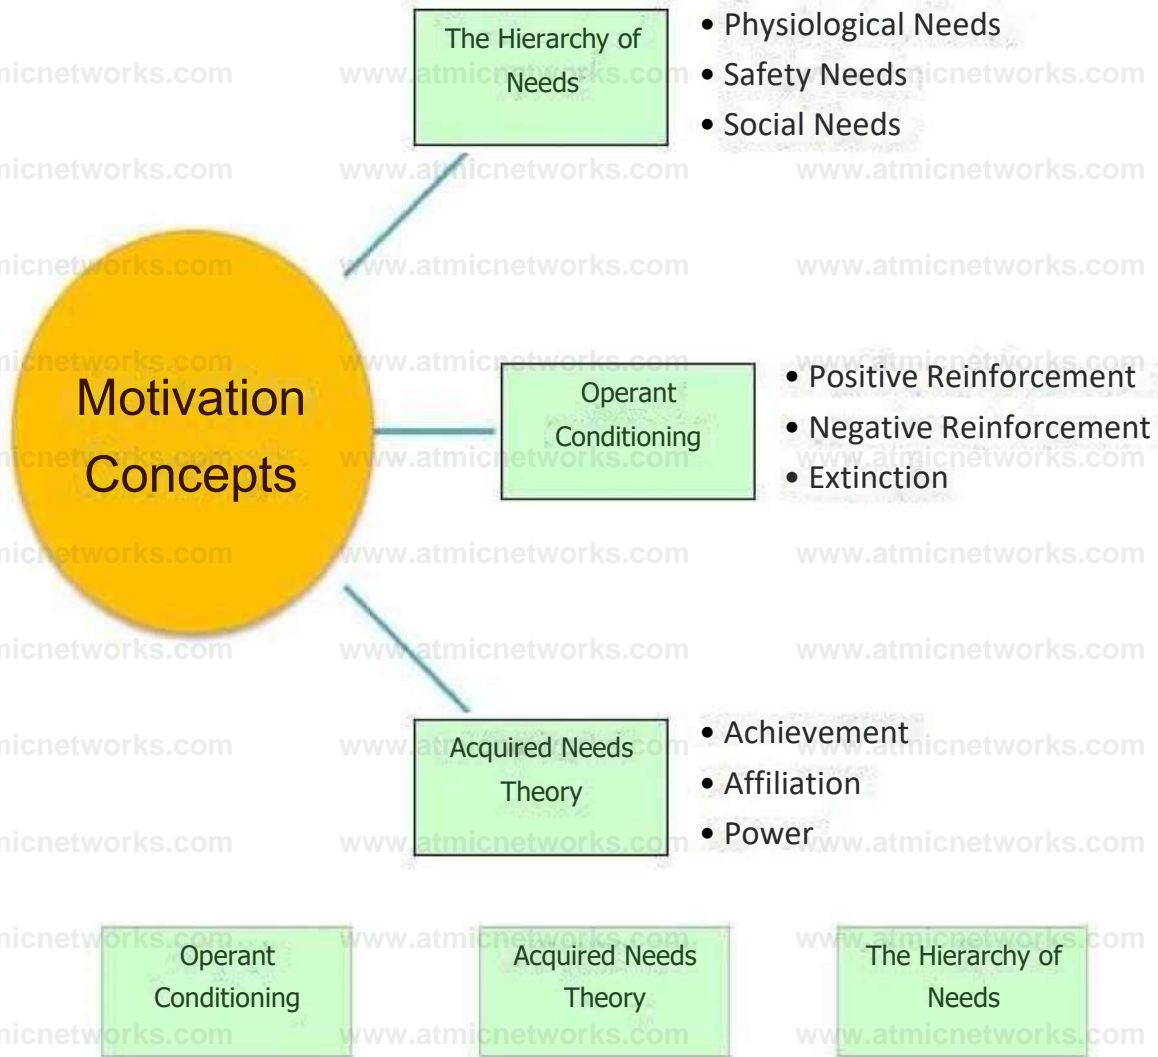 The Hierarchy of
Needs
• Physiological Needs
• Safety Needs
• Social Needs
Motivation
Concepts
Operant
Conditioning
• Positive Reinforcement
• Negative Reinforcement
• Extinction
Acquired Needs
Theory
• Achievement
• Affiliation
• Power
Operant
Conditioning
Acquired Needs
Theory
The Hierarchy of
Needs
www.atmicnetworks.com